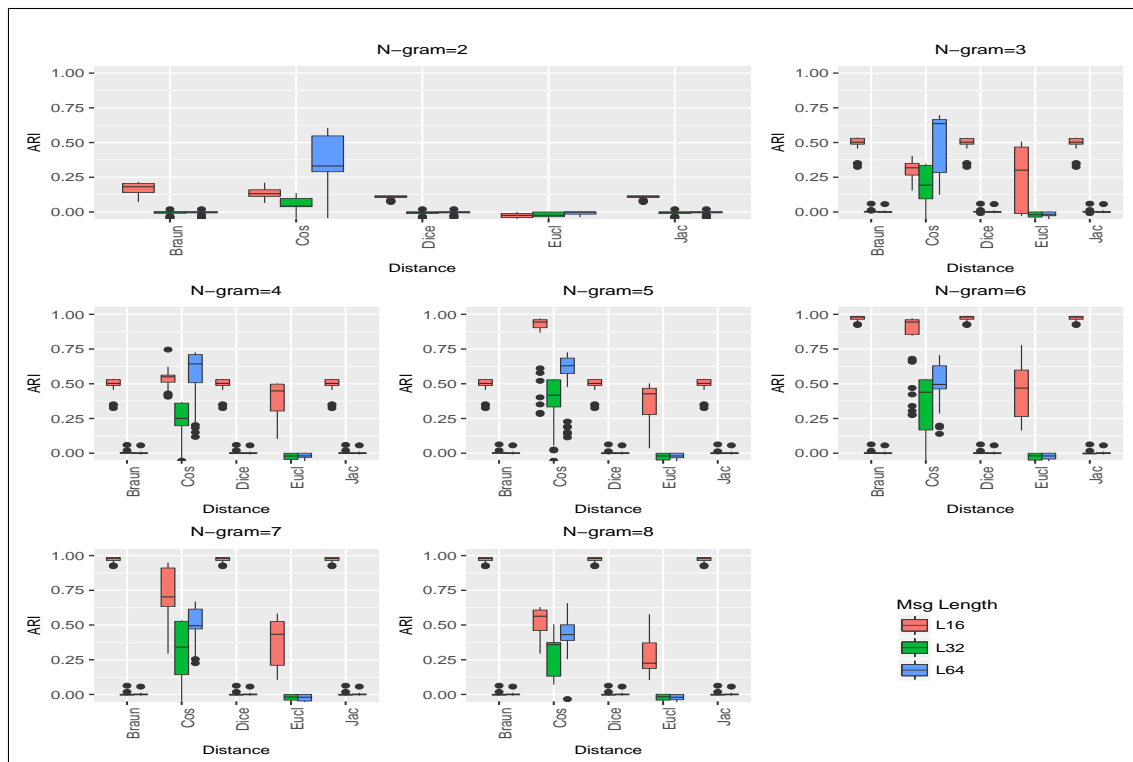 N-gram=2
N-gram=3
1.00
0.75
0.50
0.25
0.00
ARI
Braun
Cos
Dice
Eucl
Jac
Distance
1.00
0.75
0.50
0.25
0.00
ARI
Braun
Cos
Dice
Eucl
Jac
Distance
N-gram=4
N-gram=5
N-gram=6
1.00
0.75
0.50
0.25
0.00
ARI
Braun
Cos
Dice
Eucl
Jac
Distance
1.00
0.75
0.50
0.25
0.00
ARI
Braun
Cos
Dice
Eucl
Jac
Distance
1.00
0.75
0.50
0.25
0.00
ARI
Braun
Cos
Dice
Eucl
Jac
Distance
N-gram=7
N-gram=8
1.00
0.75
0.50
0.25
0.00
ARI
Braun
Cos
Dice
Eucl
Jac
Distance
1.00
0.75
0.50
0.25
0.00
ARI
Braun
Cos
Dice
Eucl
Jac
Distance
Msg Length
L16
L32
L64